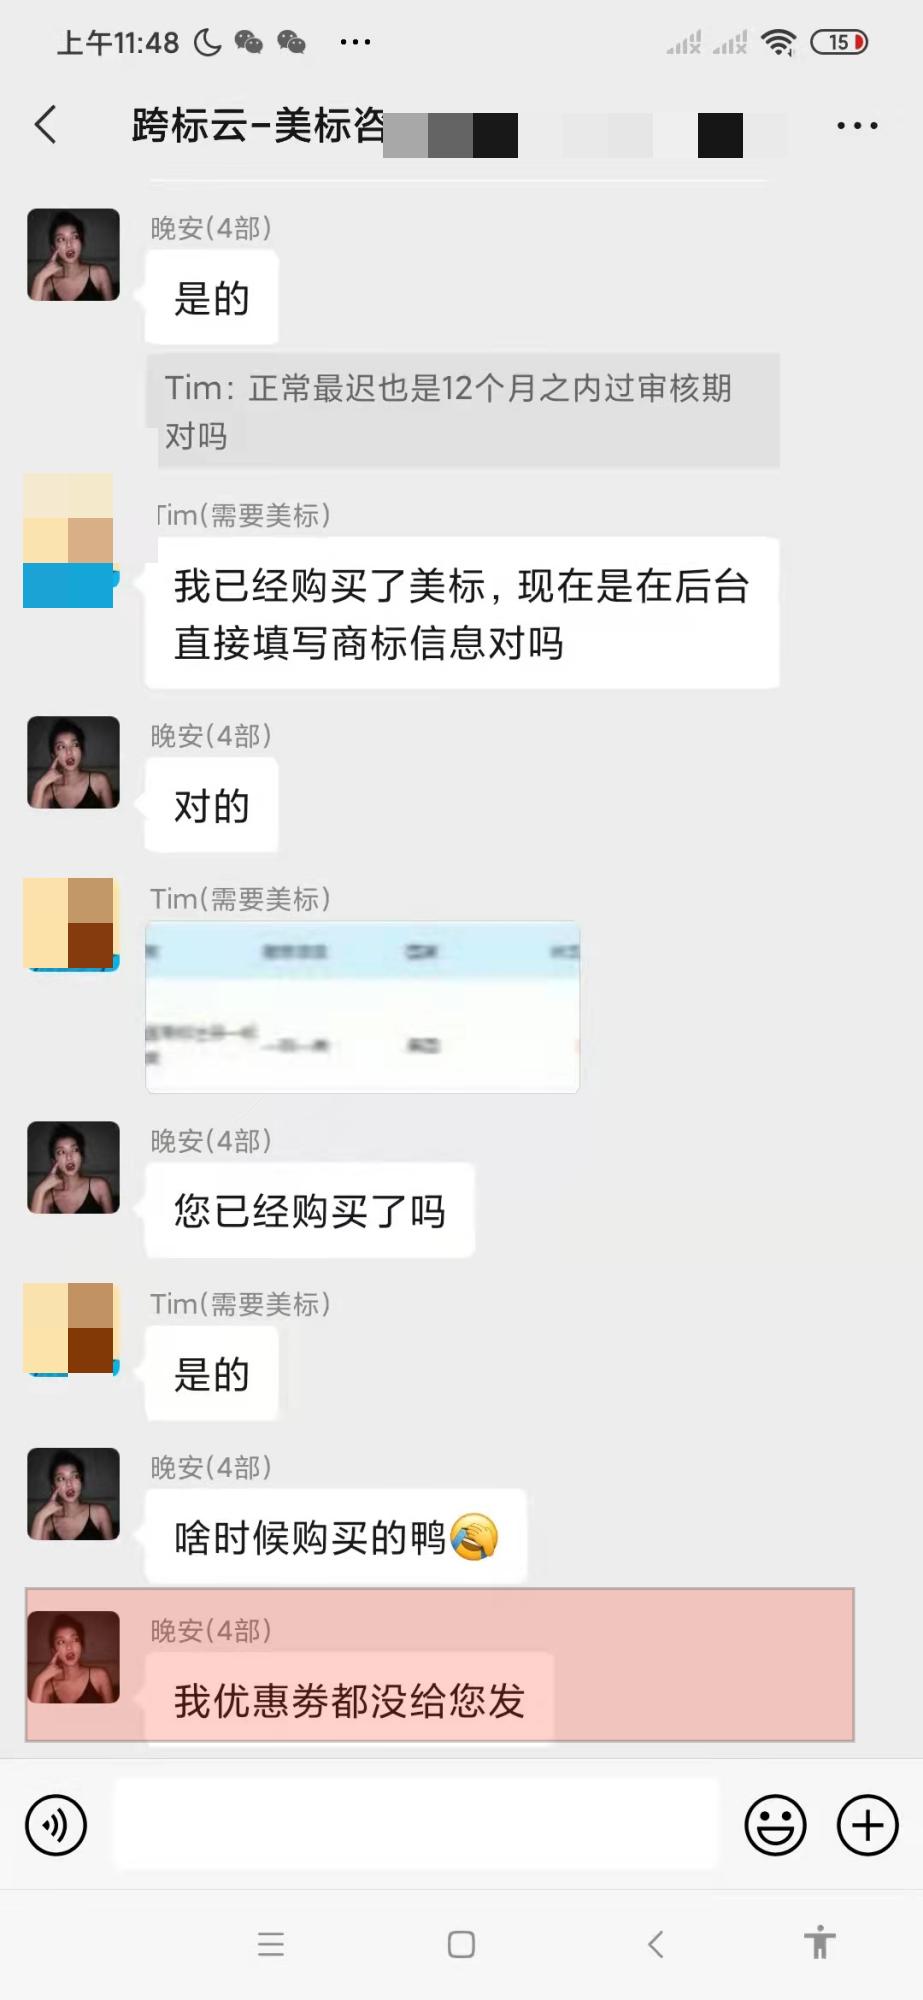 上午11:48
15
跨标云-美标咨
晚安(4部)
是的
Tim：正常最迟也是12个月之内过审核期
对吗
Tim(需要美标)
我已经购买了美标，现在是在后台
直接填写商标信息对吗
晚安(4部)
对的
Tim(需要美标)
晚安(4部)
您已经购买了吗
Tim(需要美标)
是的
晚安(4部)
啥时候购买的鸭
晚安(4部)
我优惠券都没给您发